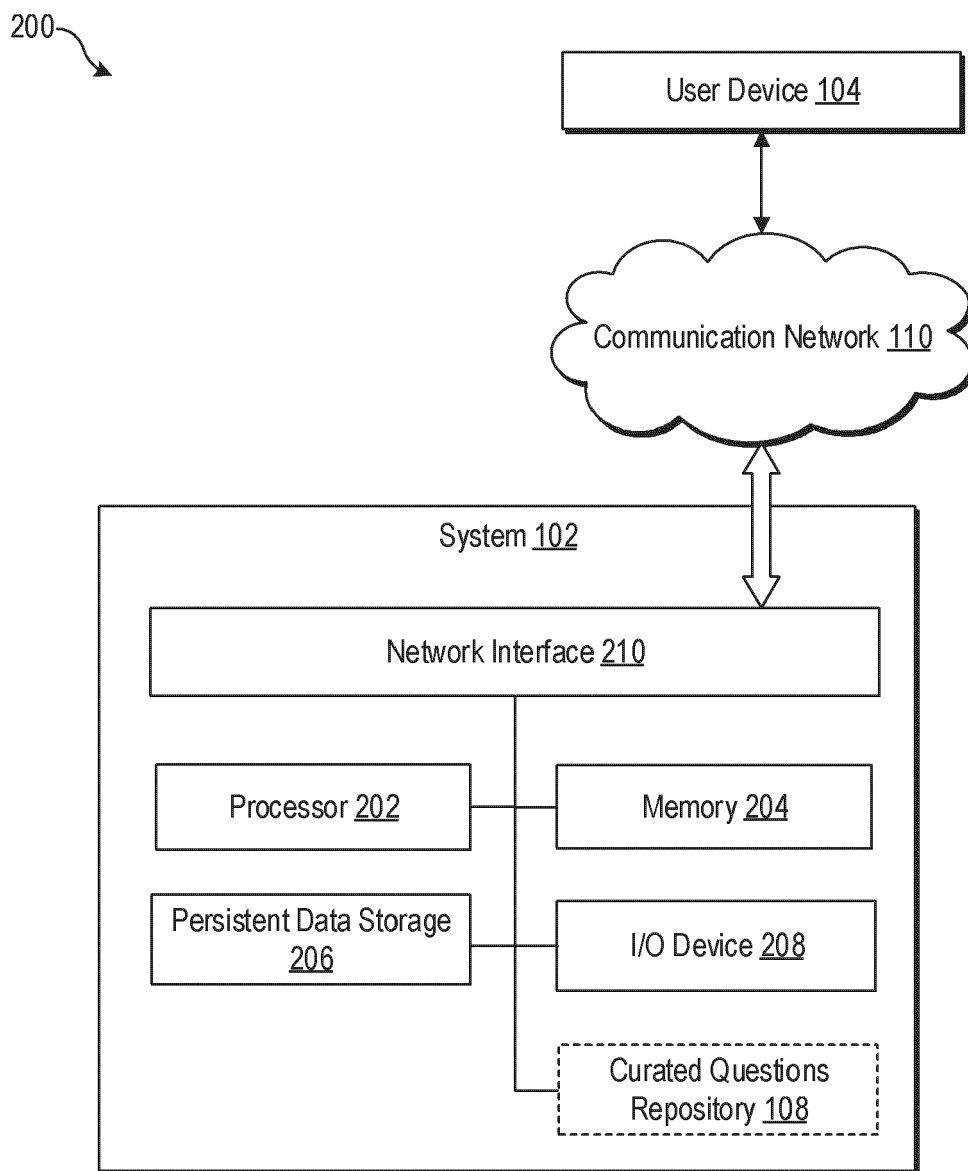 200
User Device 104
Communication Network 110
System 102
Network Interface 210
Processor 202
Memory 204
Persistent Data Storage
206
I/O Device 208
Curated Questions
Repository 108